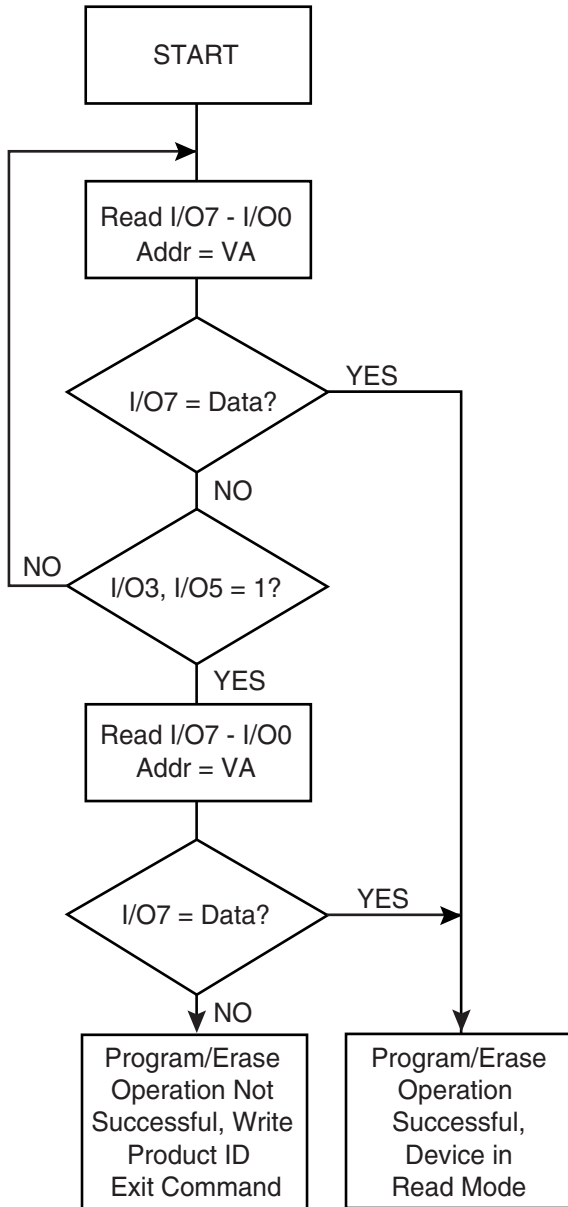 START
Read I/O7 - I/O0
Addr = VA
I/O7 = Data?
YES
NO
NO
I/O3, I/O5 = 1?
YES
Read I/O7 - I/O0
Addr = VA
I/O7 = Data?
YES
NO
Program/Erase
Operation Not
Successful, Write
Product ID
Exit Command
Program/Erase
Operation
Successful,
Device in
Read Mode